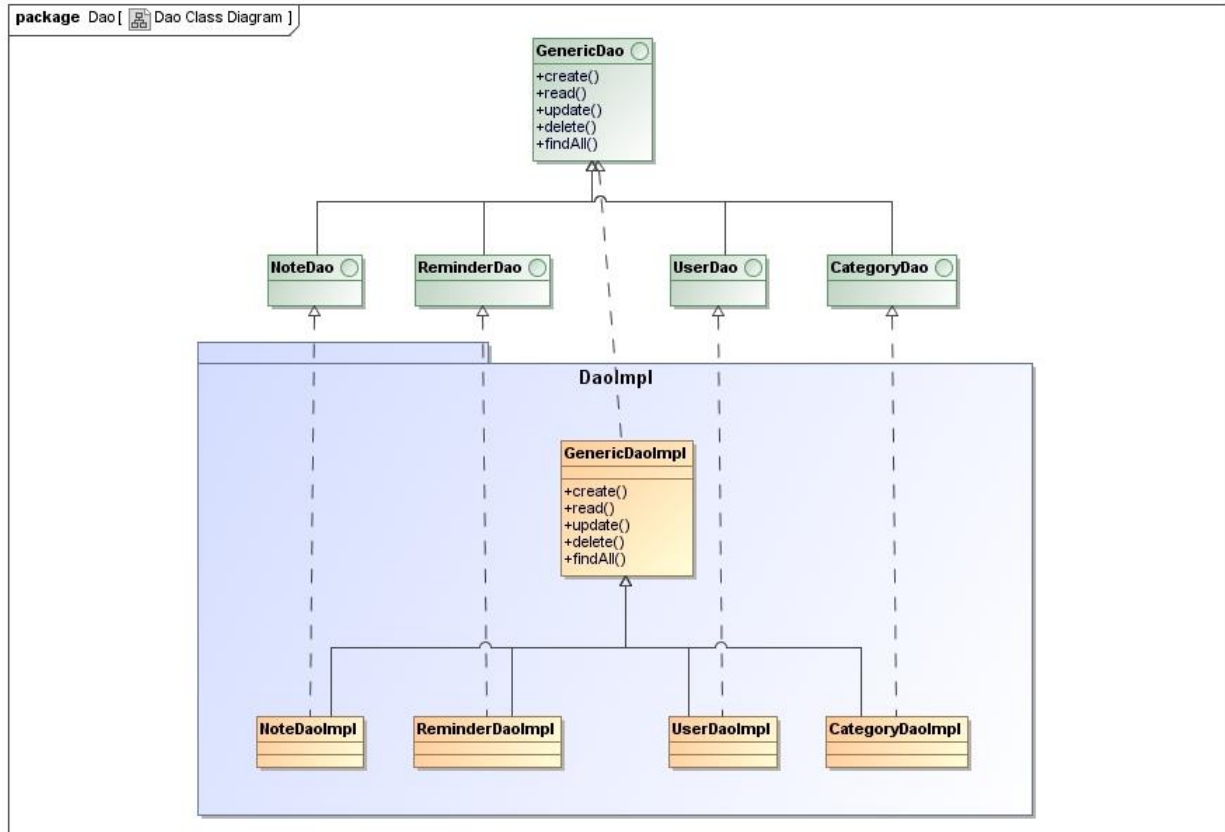 package Dao [ Dao Class Diagram ]
GenericDao
+create()
+read()
+update()
+delete()
+findAll()
NoteDao
ReminderDao
UserDao
CategoryDao
DaoImpl
GenericDaoImpl
+create()
+read()
+update()
+delete()
+findAll()
NoteDaoImpl
ReminderDaoImpl
UserDaoImpl
CategoryDaoImpl